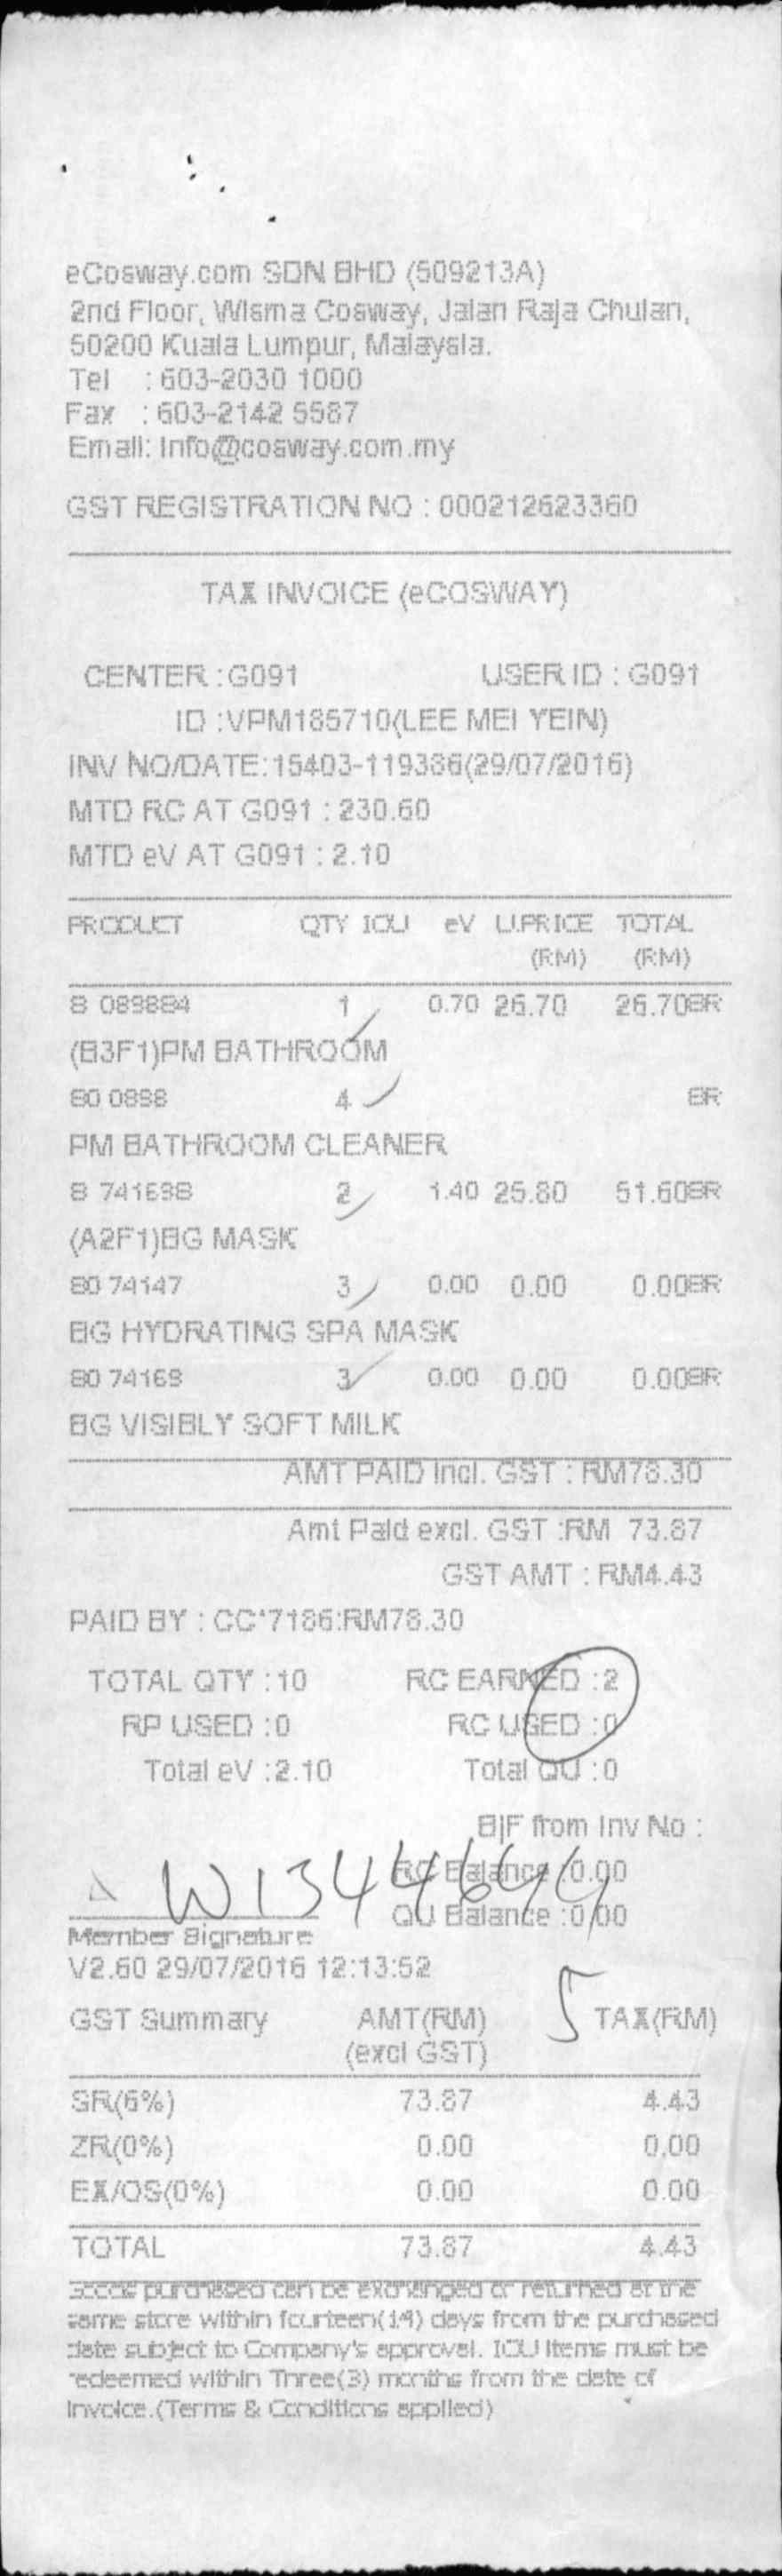 eCosway.com SDN BHD (509213A)
2nd Floor, Wisma Cosway, Jalan Raja Chulan,
50200 Kuala Lumpur, Malaysia.
Tel : 603-2030 1000
Fax : 603-2142 5587
Email: Info@cosway.com.my
GST REGISTRATION NO : 000212623360
TAX INVOICE (eCOSWAY)
CENTER :G091 USER ID : G091
ID :VPM185710(LEE MEI YEIN)
INV NO/DATE:15403-119386(29/07/2016)
MTD RC AT G091 : 230.60
MTD eV AT G091 : 2.10
PRODUCT QTY IOU eV U.PRICE TOTAL
(RM) (RM)
1 0.70 26.70 26.70BR
(B3F1)PM BATHROOM
80 0898 4 BR
PM BATHROOM CLEANER
2 1.40 25.80 51.60BR
(A2F1)BG MASK
80 74147 3 0.00 0.00 0.00BR
BG HYDRATING SPA MASK
80 74169 3 0.00 0.00 0.00BR
BG VISIBLY SOFT MILK
AMT PAID Incl. GST : RM78.30
Amt Paid excl. GST :RM 73.87
GST AMT : RM4.43
PAID BY : CC*7186:RM78.30
TOTAL QTY :10 RC EARNED :2
RP USED :0 RC USED :0
Total eV :2.10 Total QU :0
B/F from Inv No :
RC Balance :0.00
W13444644
QU Balance :0.00
Member Signature
V2.60 29/07/2016 12:13:52
5
GST Summary AMT(RM) TAX(RM)
(excl GST)
SR(6%) 73.87 4.43
ZR(0%) 0.00 0.00
EX/OS(0%) 0.00 0.00
TOTAL 73.87 4.43
Goods purchased can be exchanged or returned at the
same store within fourteen(14) days from the purchased
date subject to Company's approval. IOU Items must be
redeemed within Three(3) months from the date of
Invoice.(Terms & Conditions applied)